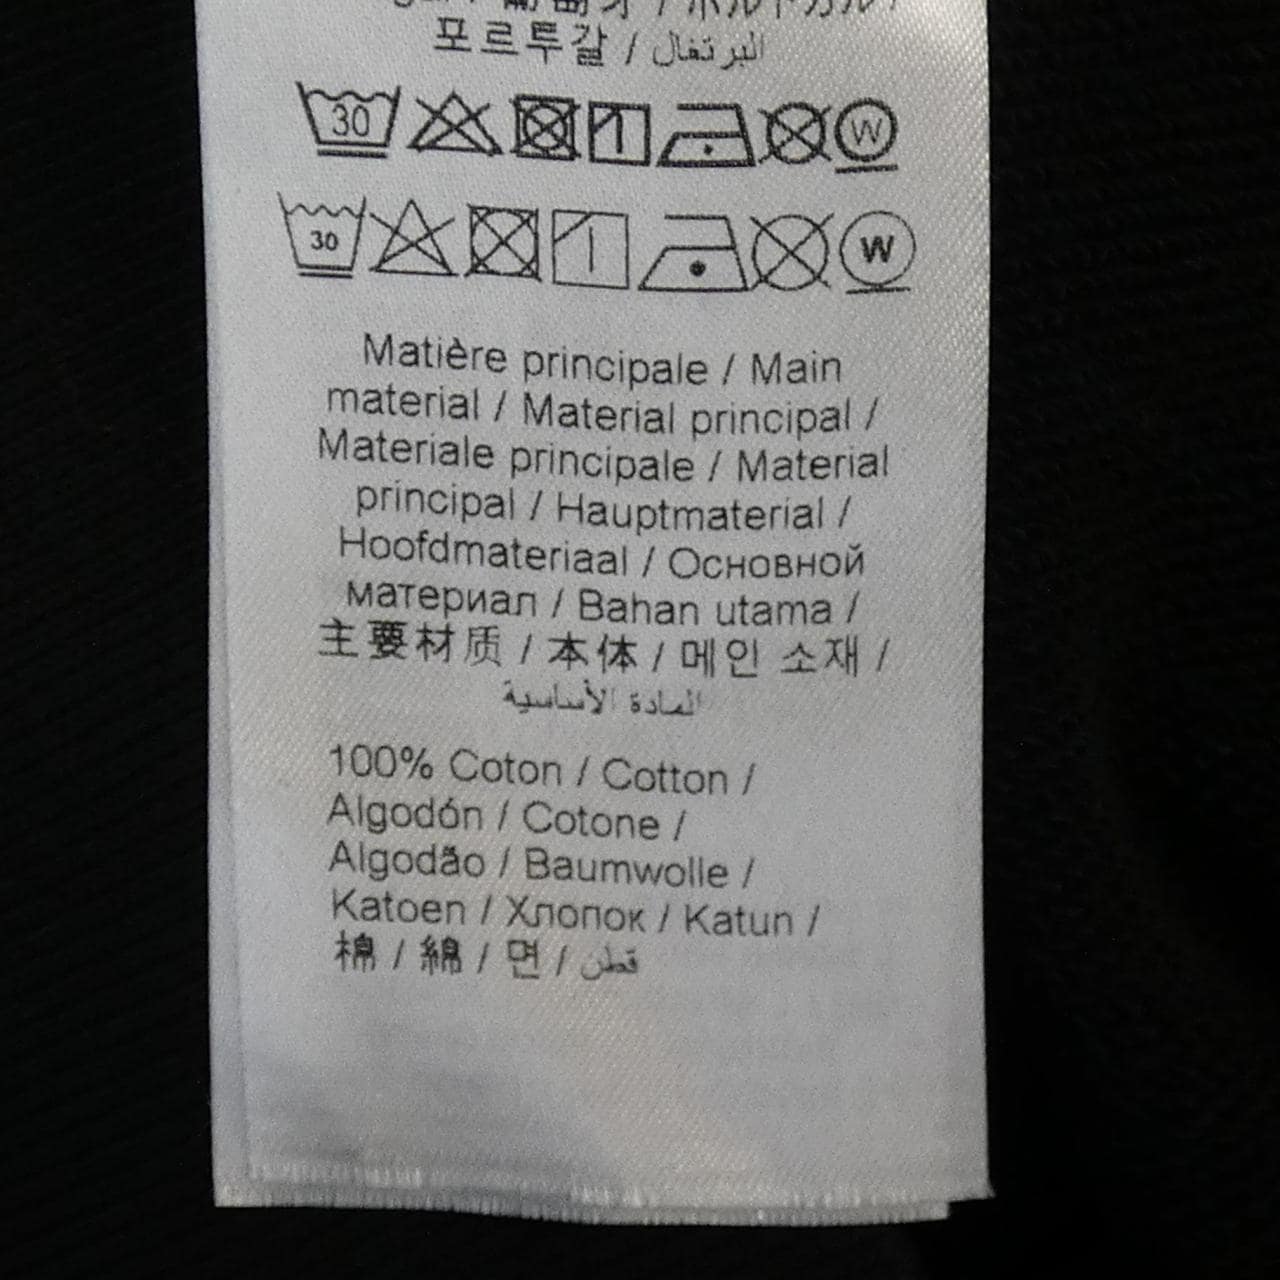 포르투갈 / البرتغال
30 W
30 W
Matière principale / Main
material / Material principal /
Materiale principale / Material
principal / Hauptmaterial /
Hoofdmateriaal / Основной
материал / Bahan utama /
主要材质 / 本体 / 메인 소재 /
المادة الأساسية
100% Coton / Cotton /
Algodón / Cotone /
Algodão / Baumwolle /
Katoen / Хлопок / Katun /
棉 / 綿 / 면 / قطن